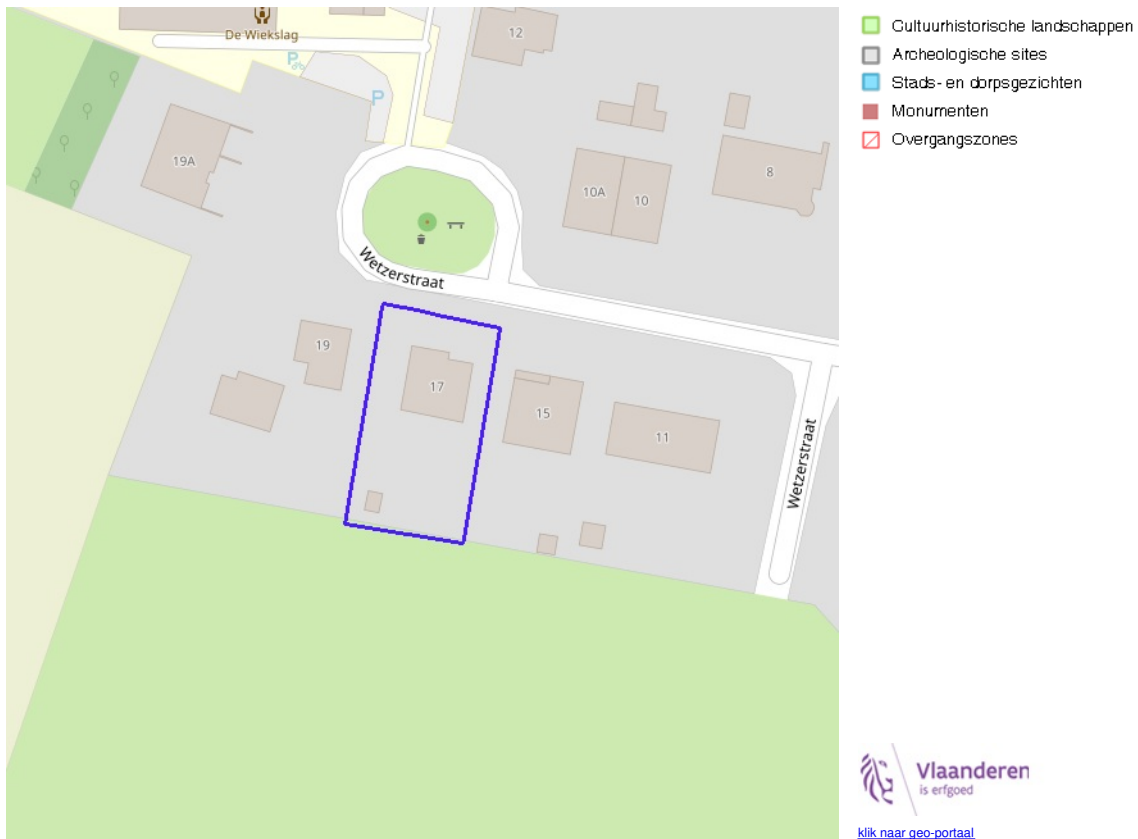 De Wiekslag
12
P
P
19A
10A
10
8
Wetzerstraat
19
17
15
11
Wetzerstraat
Cultuurhistorische landschappen
Archeologische sites
Stads- en dorpsgezichten
Monumenten
Overgangszones
Vlaanderen
is erfgoed
klik naar geo-portaal